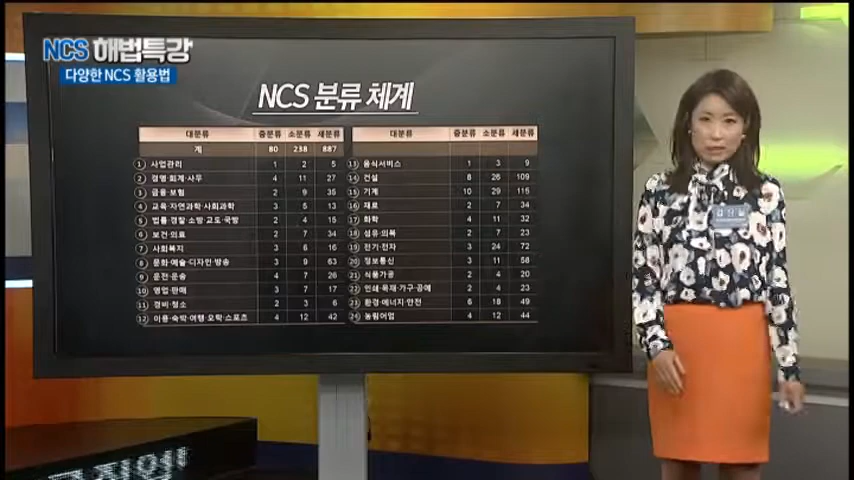 NCS 해법특강
다양한 NCS 활용법
NCS 분류 체계
대분류 중분류 소분류 세분류
계 80 238 887
1 사업관리 1 2 5
2 경영·회계·사무 4 11 27
3 금융·보험 2 9 35
4 교육·자연과학·사회과학 3 5 13
5 법률·경찰·소방·교도·국방 2 4 15
6 보건·의료 2 7 34
7 사회복지 3 6 16
8 문화·예술·디자인·방송 3 9 63
9 운전·운송 4 7 26
10 영업·판매 3 7 17
11 경비·청소 2 3 6
12 이용·숙박·여행·오락·스포츠 4 12 42
대분류 중분류 소분류 세분류
13 음식서비스 1 3 9
14 건설 8 26 109
15 기계 10 29 115
16 재료 2 7 34
17 화학 4 11 32
18 섬유·의복 2 7 23
19 전기·전자 3 24 72
20 정보통신 3 11 58
21 식품가공 2 4 20
22 인쇄·목재·가구·공예 2 4 23
23 환경·에너지·안전 6 18 49
24 농림어업 4 12 44